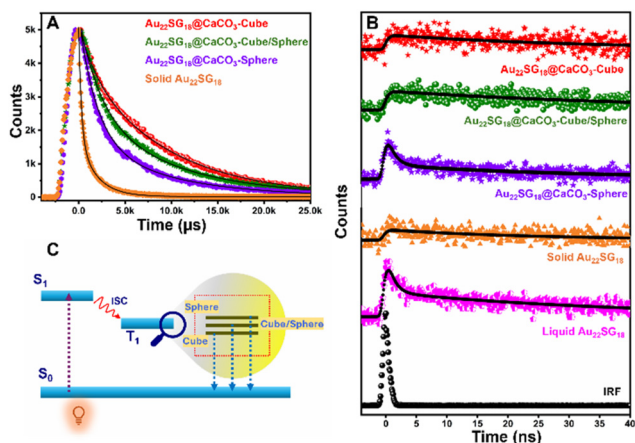 A
Au₂₂SG₁₈@CaCO₃-Cube
Au₂₂SG₁₈@CaCO₃-Cube/Sphere
Au₂₂SG₁₈@CaCO₃-Sphere
Solid Au₂₂SG₁₈
Counts
5k
4k
3k
2k
1k
0
0.0
5.0k
10.0k
15.0k
20.0k
25.0k
Time (µs)
B
Au₂₂SG₁₈@CaCO₃-Cube
Au₂₂SG₁₈@CaCO₃-Cube/Sphere
Au₂₂SG₁₈@CaCO₃-Sphere
Solid Au₂₂SG₁₈
Liquid Au₂₂SG₁₈
IRF
Counts
0
5
10
15
20
25
30
35
40
Time (ns)
C
S₁
ISC
T₁
Sphere
Cube/Sphere
Cube
S₀